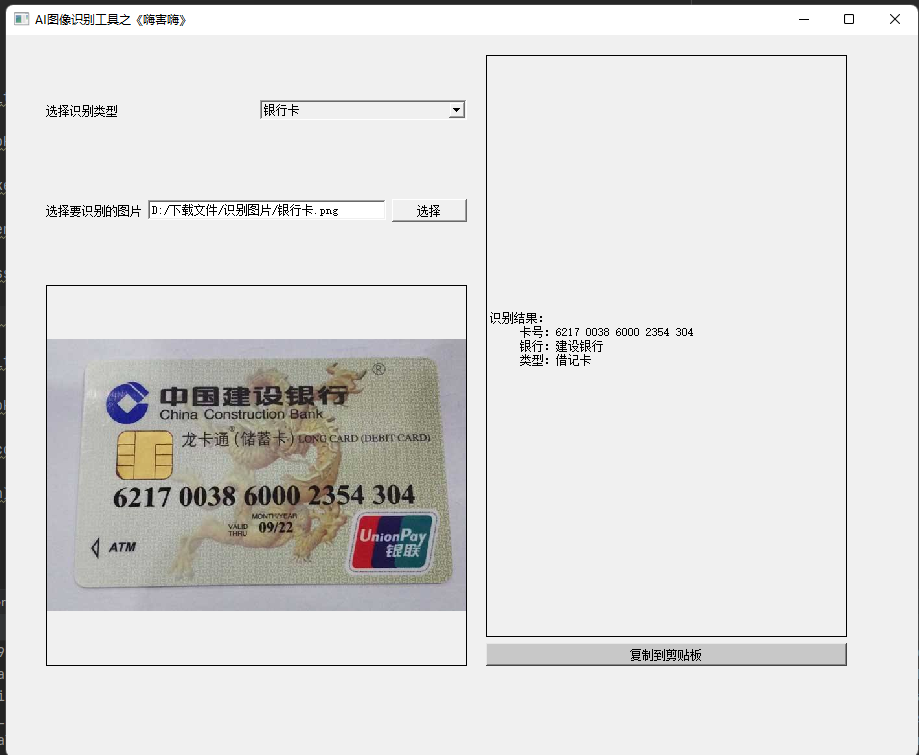 AI图像识别工具之《嗨害嗨》
选择识别类型
银行卡
选择要识别的图片
D:/下载文件/识别图片/银行卡.png
选择
中国建设银行
®
China Construction Bank
龙卡通®(储蓄卡) LONG CARD (DEBIT CARD)
6217 0038 6000 2354 304
MONTH/YEAR
VALID THRU 09/22
ATM
UnionPay
银联
识别结果:
卡号: 6217 0038 6000 2354 304
银行: 建设银行
类型: 借记卡
复制到剪贴板